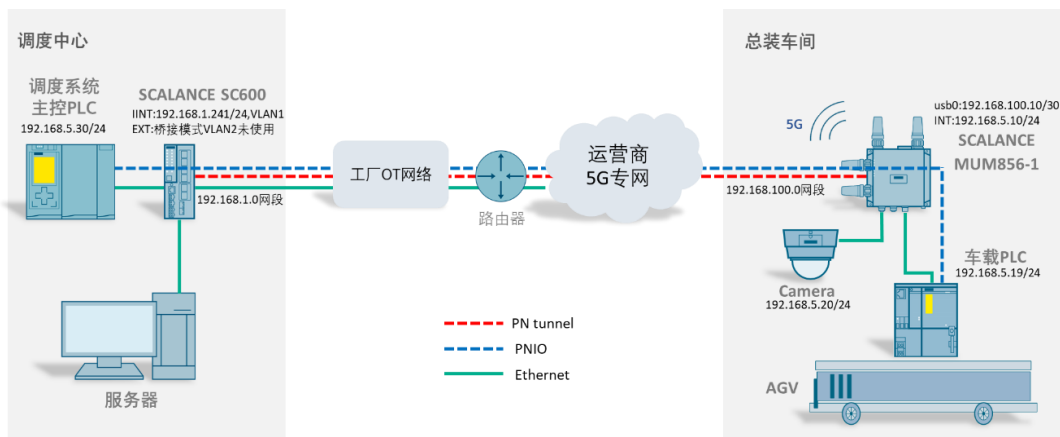 调度中心
调度系统
主控PLC
192.168.5.30/24
SCALANCE SC600
IINT:192.168.1.241/24,VLAN1
EXT:桥接模式VLAN2未使用
192.168.1.0网段
服务器
工厂OT网络
路由器
运营商
5G专网
PN tunnel
PNIO
Ethernet
总装车间
5G
usb0:192.168.100.10/30
INT:192.168.5.10/24
SCALANCE
MUM856-1
192.168.100.0网段
Camera
192.168.5.20/24
车载PLC
192.168.5.19/24
AGV